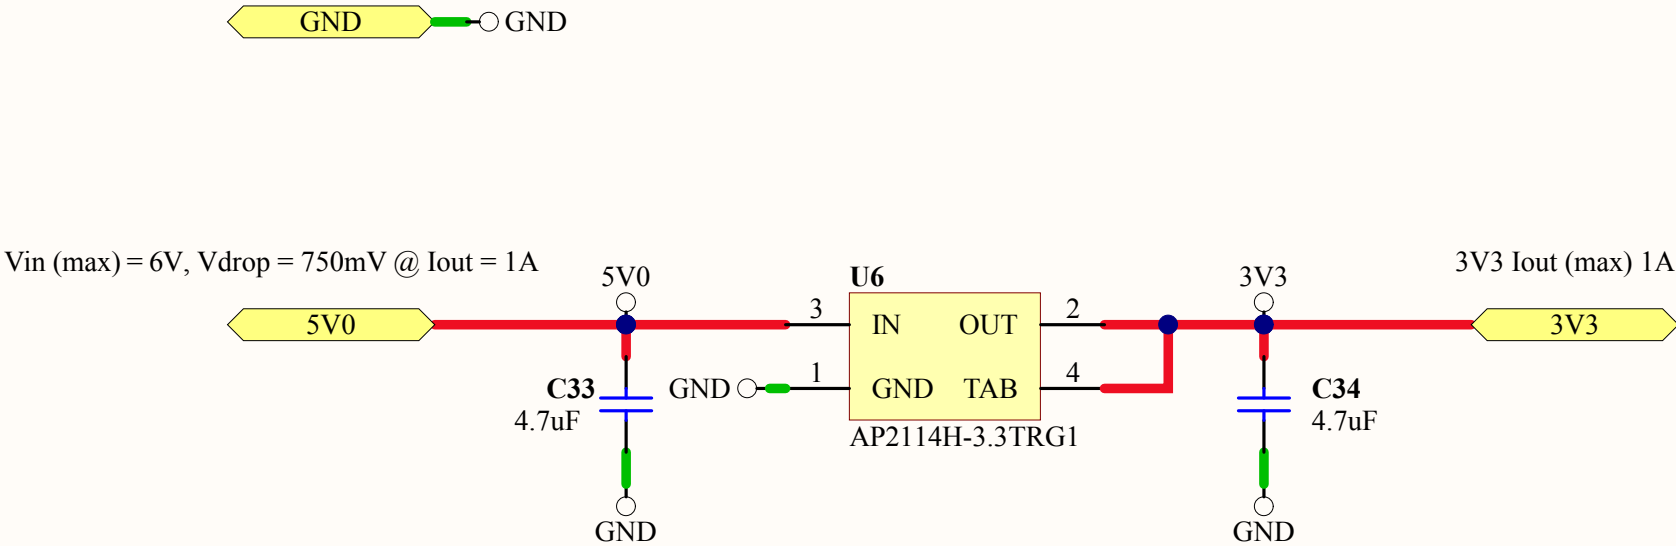 GND GND
Vin (max) = 6V, Vdrop = 750mV @ Iout = 1A
3V3 Iout (max) 1A
5V0
U6
3V3
5V0
3 IN OUT 2
3V3
GND 1 GND TAB 4
C33
4.7uF
AP2114H-3.3TRG1
C34
4.7uF
GND
GND